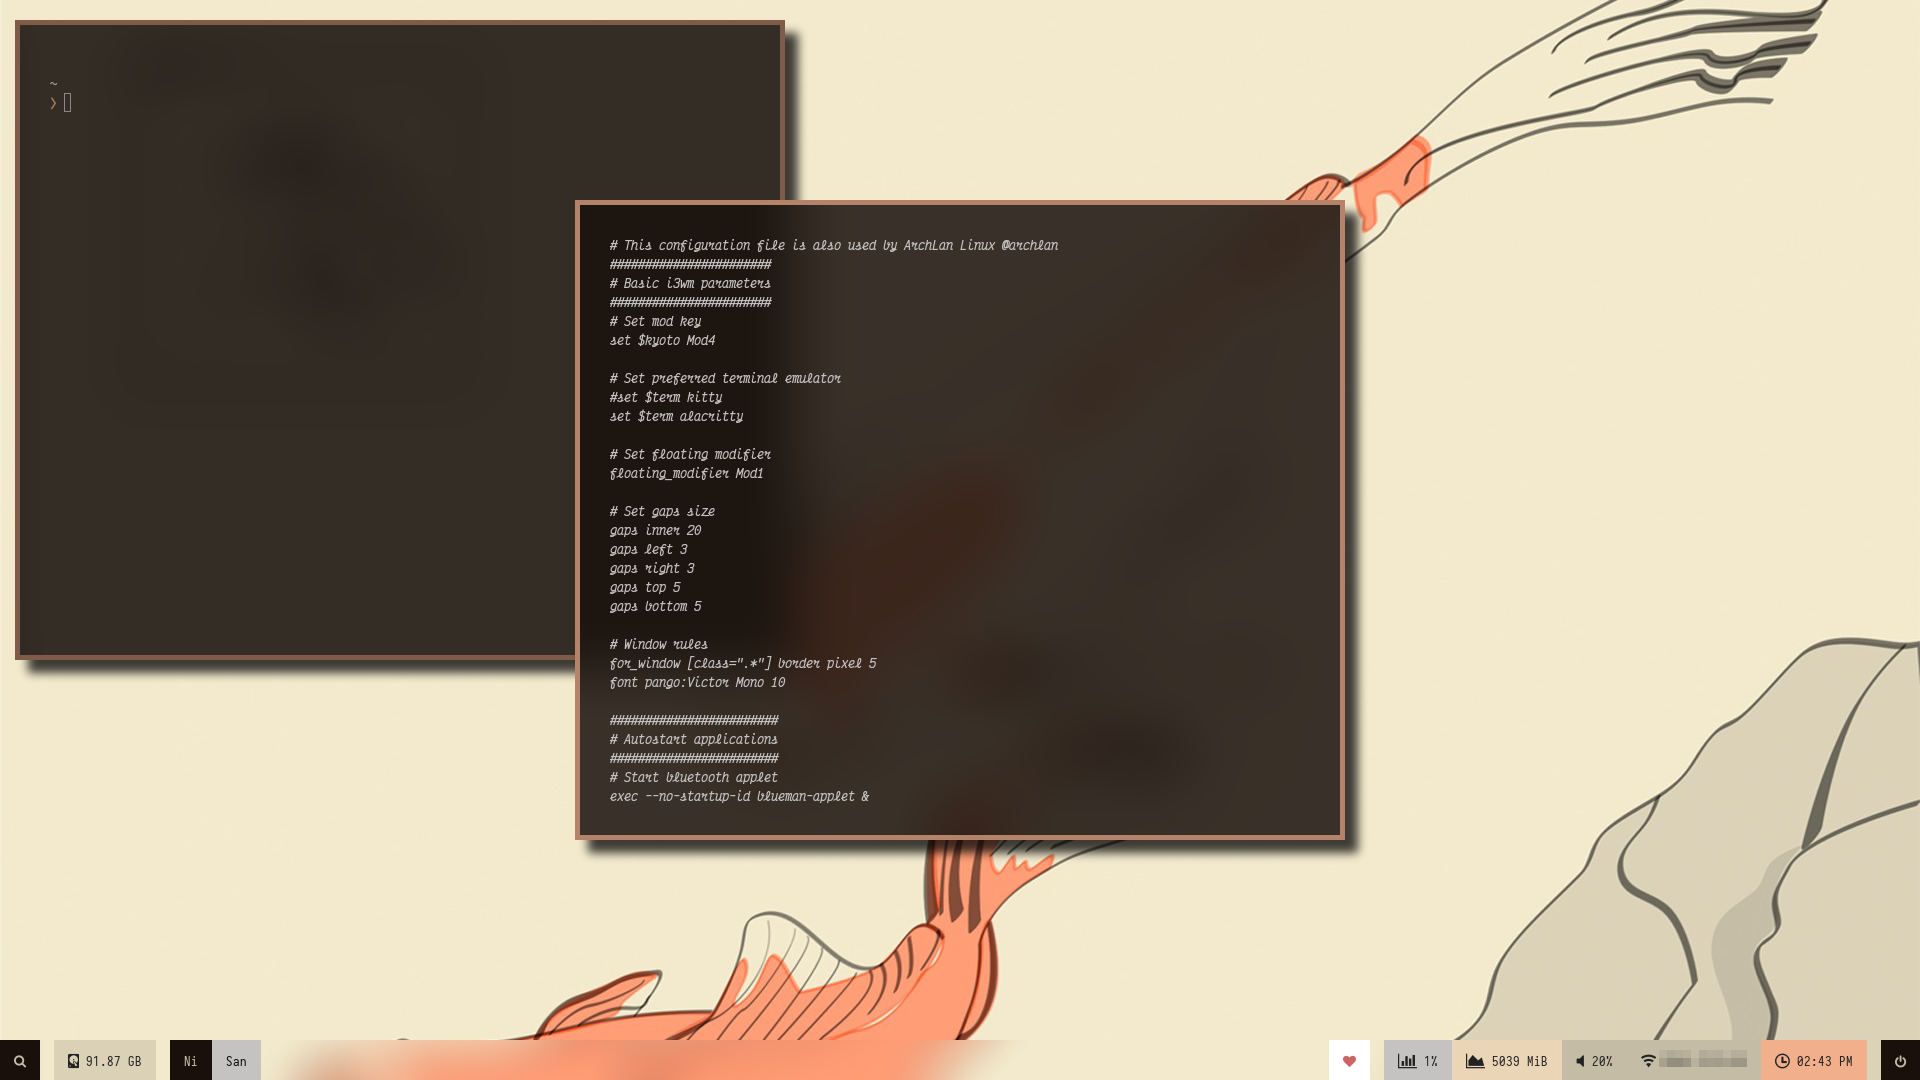 ~
❯
# This configuration file is also used by ArchLan Linux @archlan
#######################
# Basic i3wm parameters
#######################
# Set mod key
set $kyoto Mod4
# Set preferred terminal emulator
#set $term kitty
set $term alacritty
# Set floating modifier
floating_modifier Mod1
# Set gaps size
gaps inner 20
gaps left 3
gaps right 3
gaps top 5
gaps bottom 5
# Window rules
for_window [class=".*"] border pixel 5
font pango:Victor Mono 10
########################
# Autostart applications
########################
# Start bluetooth applet
exec --no-startup-id blueman-applet &
91.87 GB Ni San 1% 5039 MiB 20% 02:43 PM